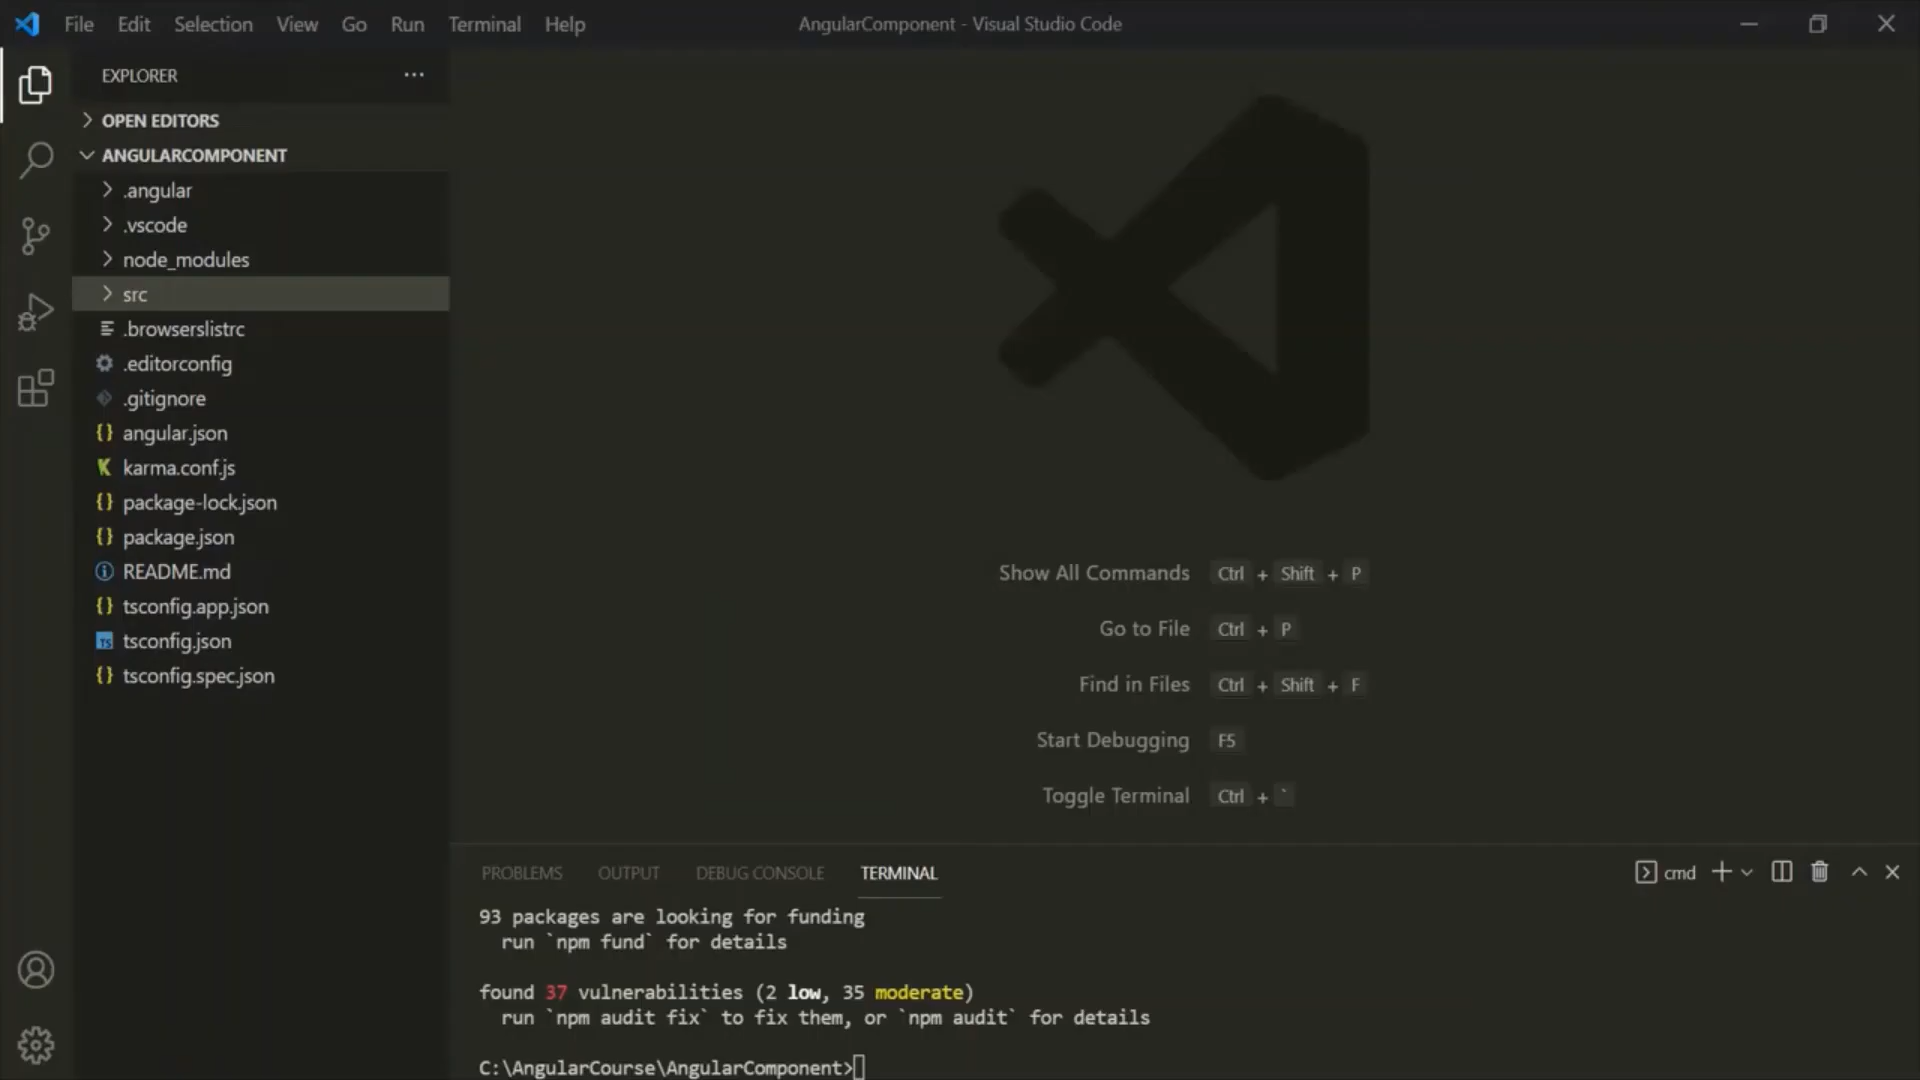 File Edit Selection View Go Run Terminal Help
AngularComponent - Visual Studio Code
EXPLORER
OPEN EDITORS
ANGULARCOMPONENT
.angular
.vscode
node_modules
src
.browserslistrc
.editorconfig
.gitignore
angular.json
karma.conf.js
package-lock.json
package.json
README.md
tsconfig.app.json
tsconfig.json
tsconfig.spec.json
Show All Commands Ctrl + Shift + P
Go to File Ctrl + P
Find in Files Ctrl + Shift + F
Start Debugging F5
Toggle Terminal Ctrl + `
PROBLEMS OUTPUT DEBUG CONSOLE TERMINAL
cmd
93 packages are looking for funding
run `npm fund` for details
found 37 vulnerabilities (2 low, 35 moderate)
run `npm audit fix` to fix them, or `npm audit` for details
C:\AngularCourse\AngularComponent>